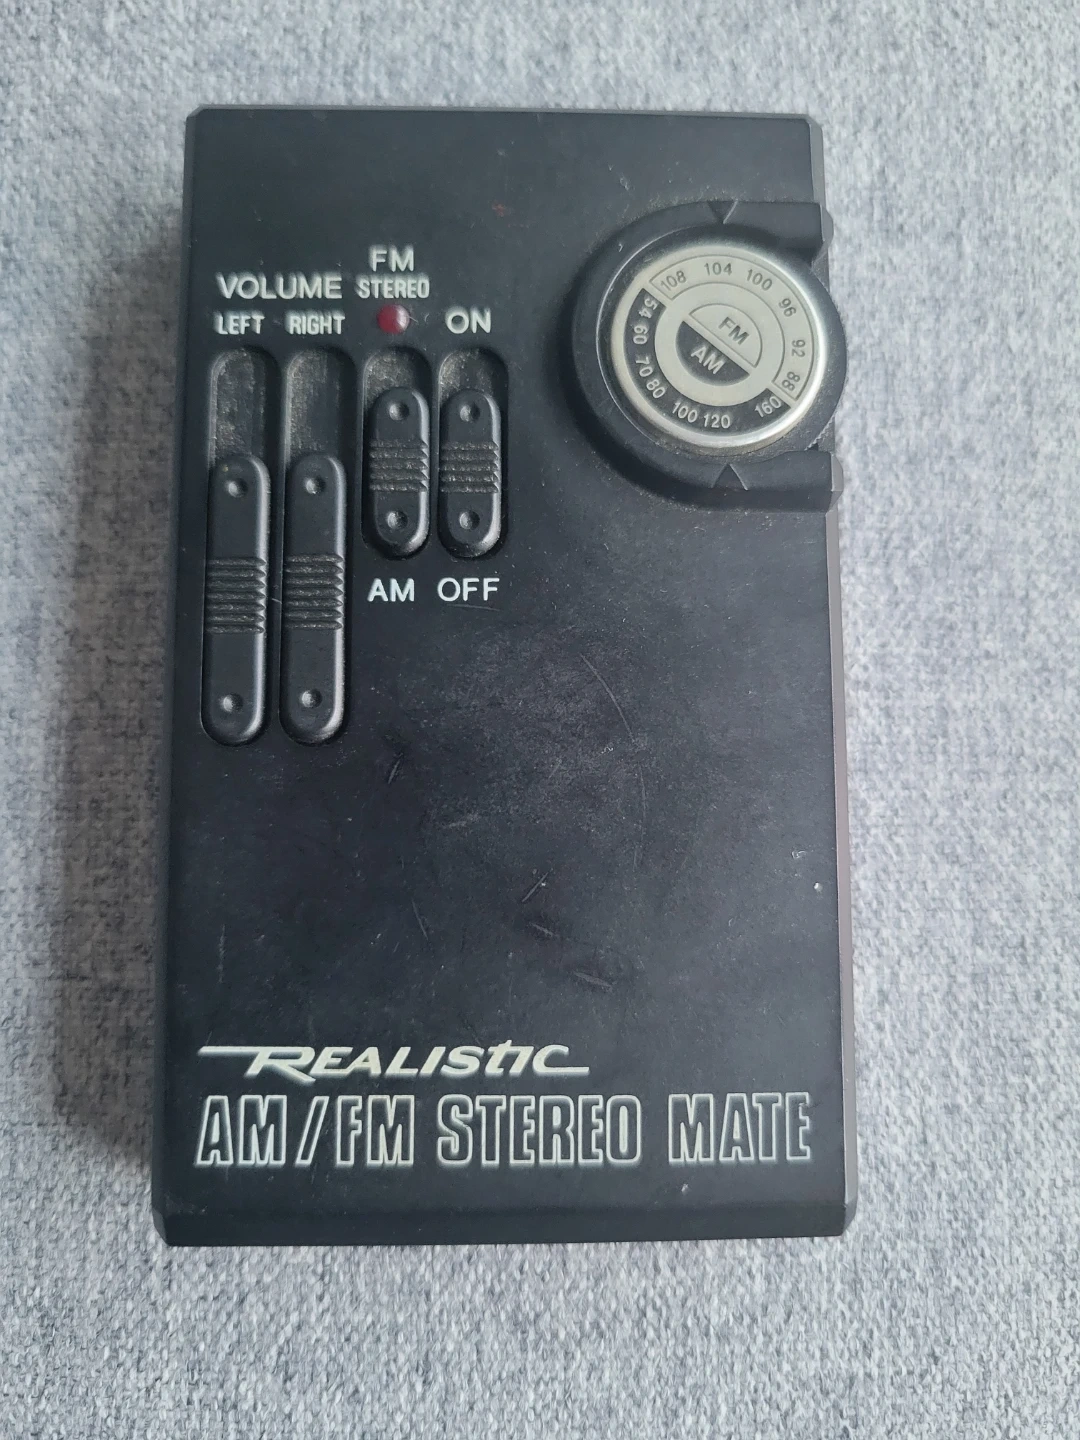 FM
VOLUME STEREO
LEFT RIGHT ON
108 104 100 96 92 88
FM
AM
54 60 70 80 100 120 160
AM OFF
REALISTIC
AM/FM STEREO MATE